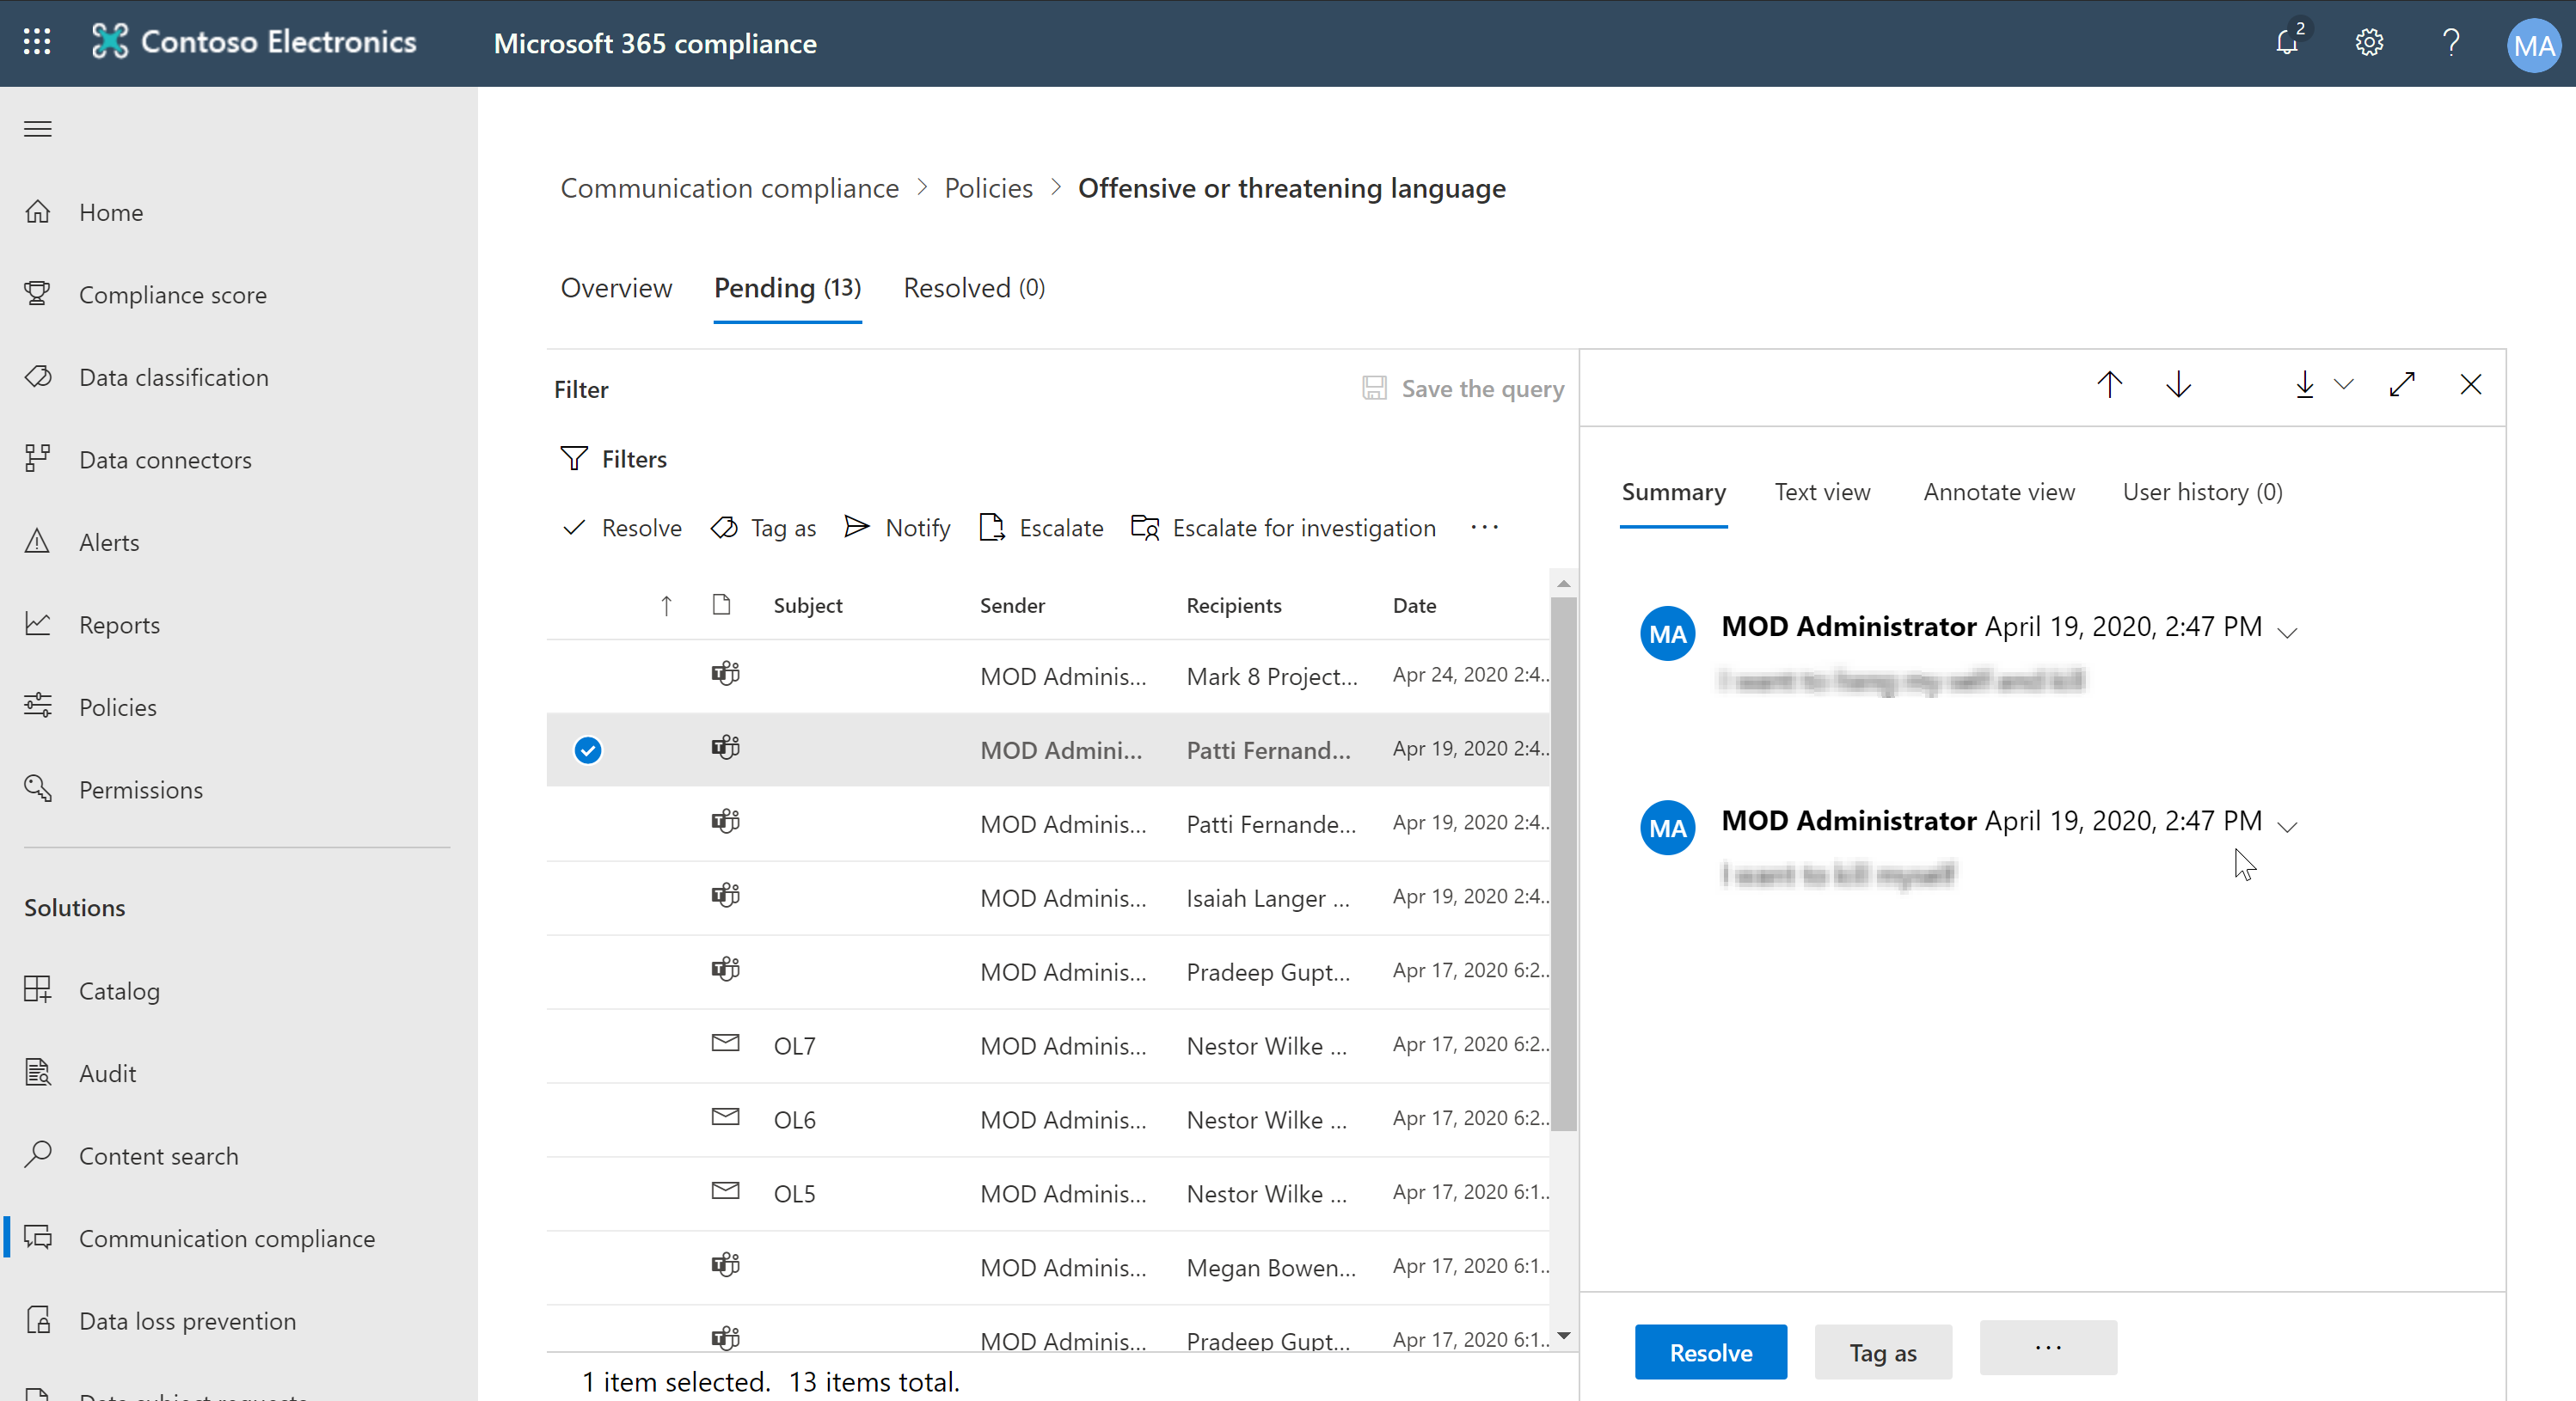 Contoso Electronics
Microsoft 365 compliance
2
MA
Home
Compliance score
Data classification
Data connectors
Alerts
Reports
Policies
Permissions
Solutions
Catalog
Audit
Content search
Communication compliance
Data loss prevention
Data subject requests
Communication compliance > Policies > Offensive or threatening language
Overview Pending (13) Resolved (0)
Filter Save the query
Filters
Resolve Tag as Notify Escalate Escalate for investigation ...
Subject Sender Recipients Date
MOD Adminis... Mark 8 Project... Apr 24, 2020 2:4..
MOD Admini... Patti Fernand... Apr 19, 2020 2:4..
MOD Adminis... Patti Fernande... Apr 19, 2020 2:4..
MOD Adminis... Isaiah Langer ... Apr 19, 2020 2:4..
MOD Adminis... Pradeep Gupt... Apr 17, 2020 6:2..
OL7 MOD Adminis... Nestor Wilke ... Apr 17, 2020 6:2..
OL6 MOD Adminis... Nestor Wilke ... Apr 17, 2020 6:2..
OL5 MOD Adminis... Nestor Wilke ... Apr 17, 2020 6:1..
MOD Adminis... Megan Bowen... Apr 17, 2020 6:1..
MOD Adminis... Pradeep Gupt... Apr 17, 2020 6:1..
1 item selected. 13 items total.
Summary Text view Annotate view User history (0)
MA MOD Administrator April 19, 2020, 2:47 PM
MA MOD Administrator April 19, 2020, 2:47 PM
Resolve Tag as ...